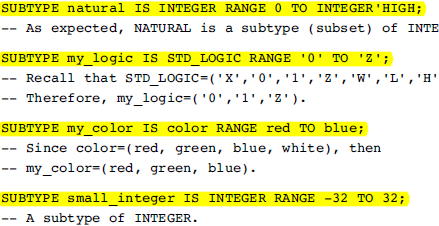 SUBTYPE natural IS INTEGER RANGE 0 TO INTEGER'HIGH;
-- As expected, NATURAL is a subtype (subset) of INTE
SUBTYPE my_logic IS STD_LOGIC RANGE '0' TO 'Z';
-- Recall that STD_LOGIC=('X','0','1','Z','W','L','H'
-- Therefore, my_logic=('0','1','Z').
SUBTYPE my_color IS color RANGE red TO blue;
-- Since color=(red, green, blue, white), then
-- my_color=(red, green, blue).
SUBTYPE small_integer IS INTEGER RANGE -32 TO 32;
-- A subtype of INTEGER.